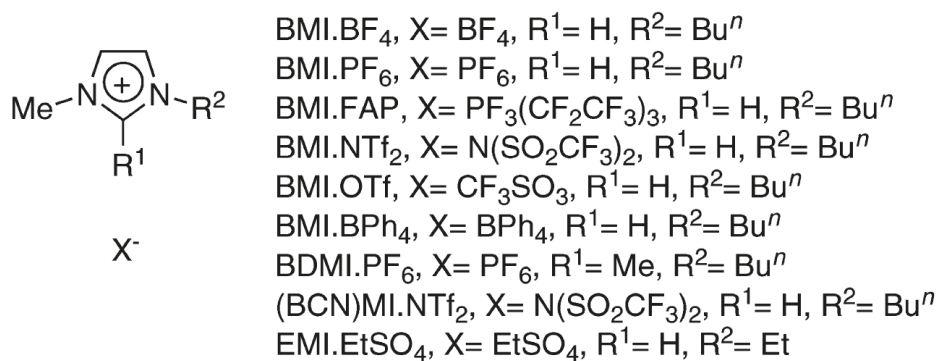 Me
N
+
N
R²
R¹
X⁻
BMI.BF₄, X= BF₄, R¹= H, R²= Buⁿ
BMI.PF₆, X= PF₆, R¹= H, R²= Buⁿ
BMI.FAP, X= PF₃(CF₂CF₃)₃, R¹= H, R²= Buⁿ
BMI.NTf₂, X= N(SO₂CF₃)₂, R¹= H, R²= Buⁿ
BMI.OTf, X= CF₃SO₃, R¹= H, R²= Buⁿ
BMI.BPh₄, X= BPh₄, R¹= H, R²= Buⁿ
BDMI.PF₆, X= PF₆, R¹= Me, R²= Buⁿ
(BCN)MI.NTf₂, X= N(SO₂CF₃)₂, R¹= H, R²= Buⁿ
EMI.EtSO₄, X= EtSO₄, R¹= H, R²= Et